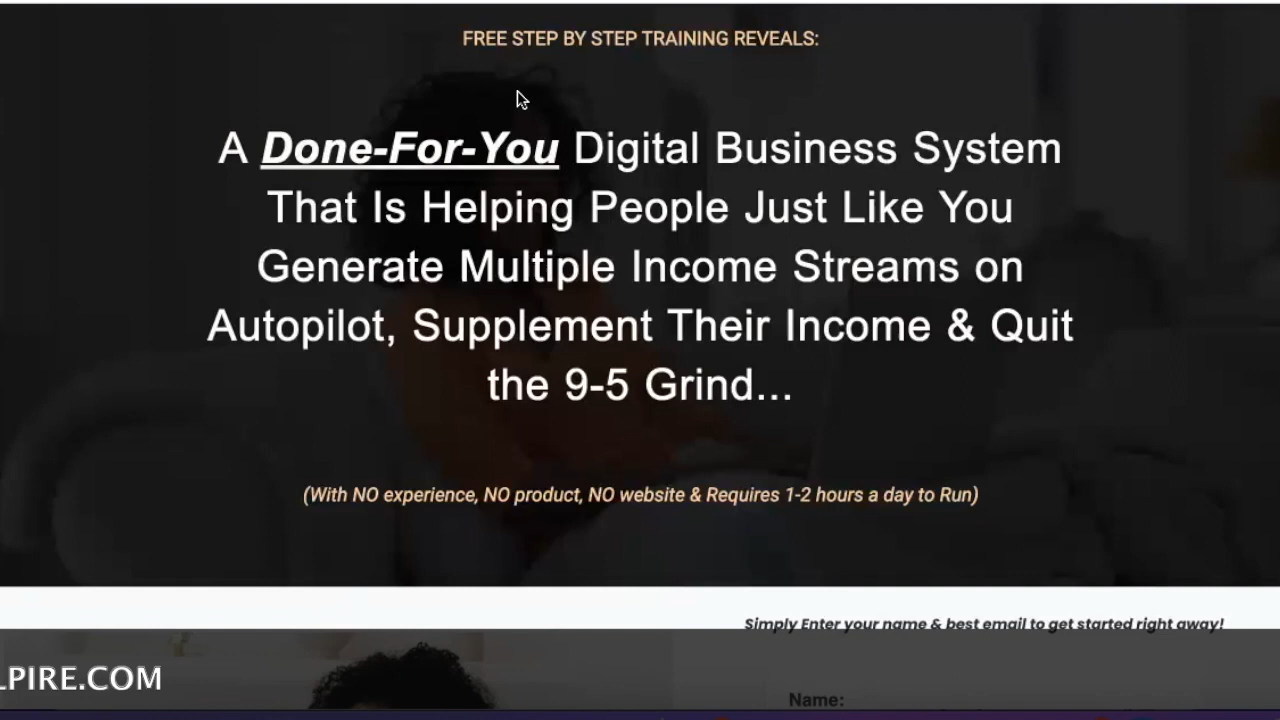 FREE STEP BY STEP TRAINING REVEALS:
A Done-For-You Digital Business System
That Is Helping People Just Like You
Generate Multiple Income Streams on
Autopilot, Supplement Their Income & Quit
the 9-5 Grind...
(With NO experience, NO product, NO website & Requires 1-2 hours a day to Run)
Simply Enter your name & best email to get started right away!
LPIRE.COM
Name: